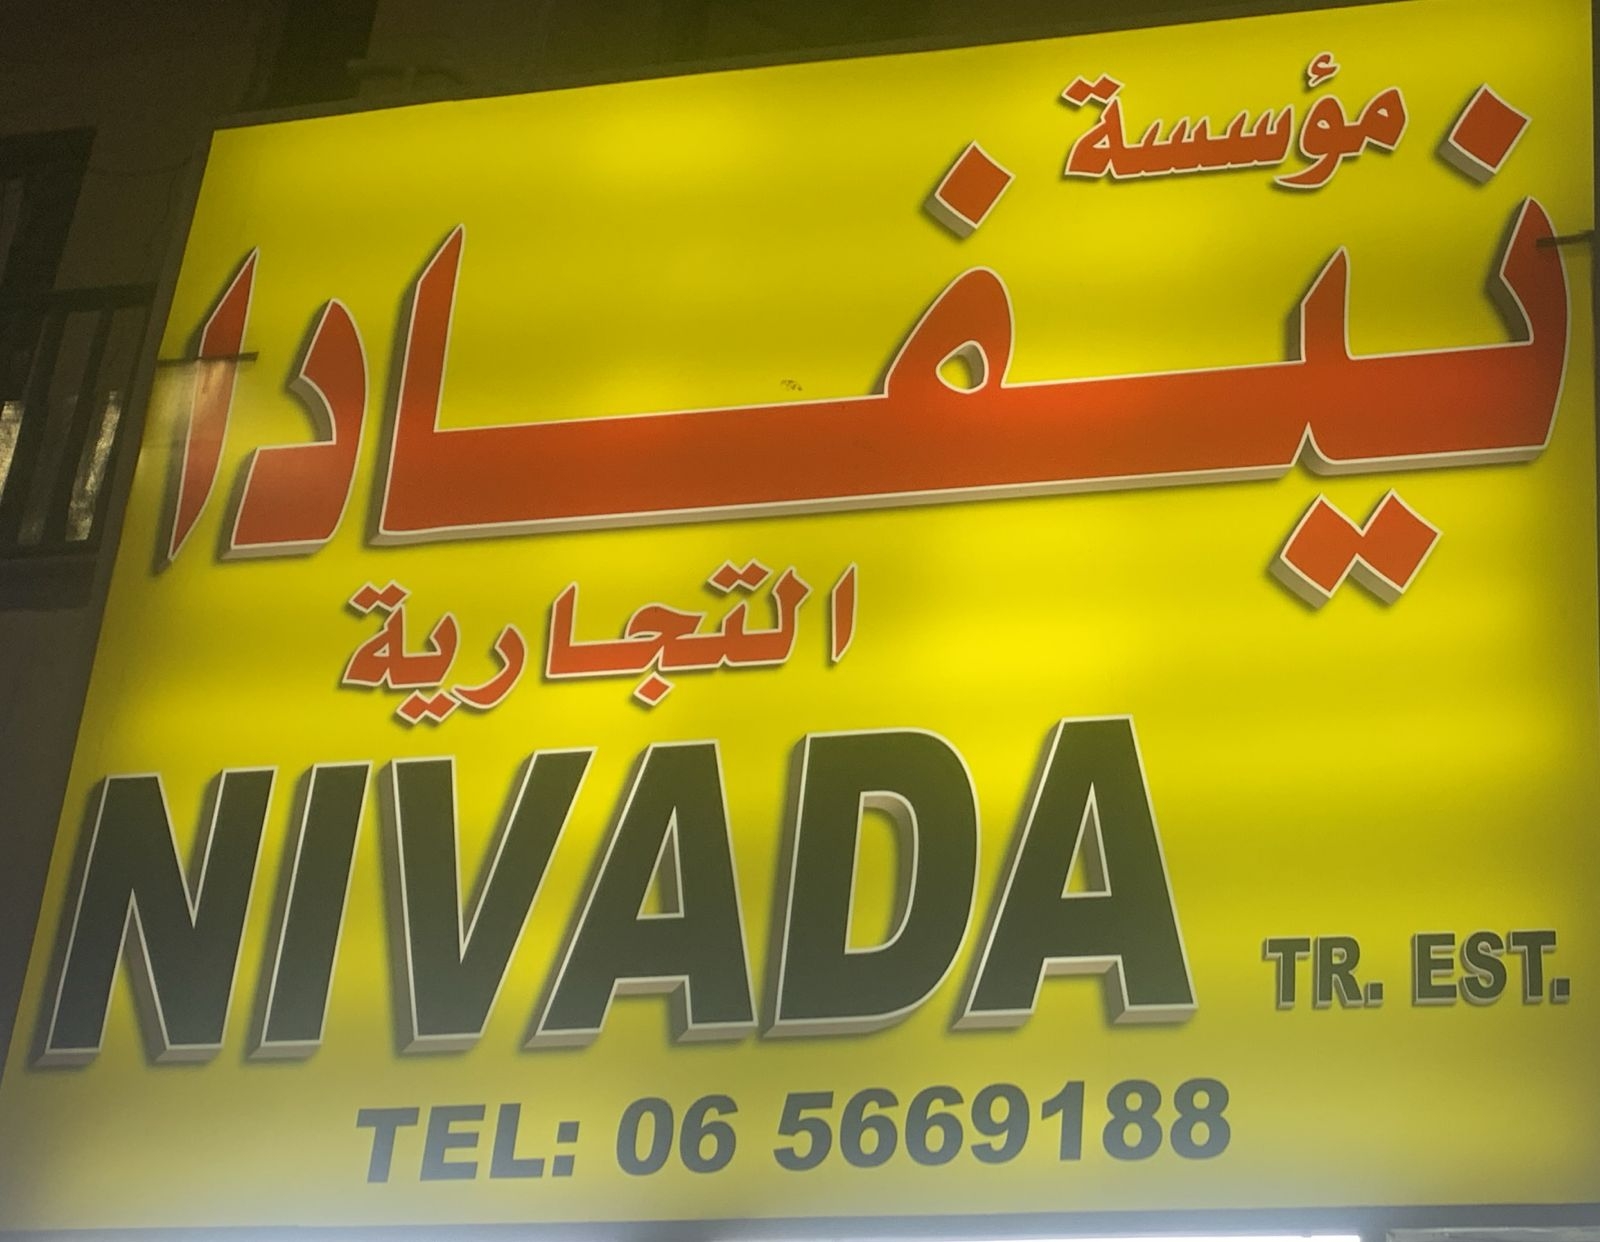 مؤسسة
نيفادا
التجارية
NIVADA TR. EST.
TEL: 06 5669188